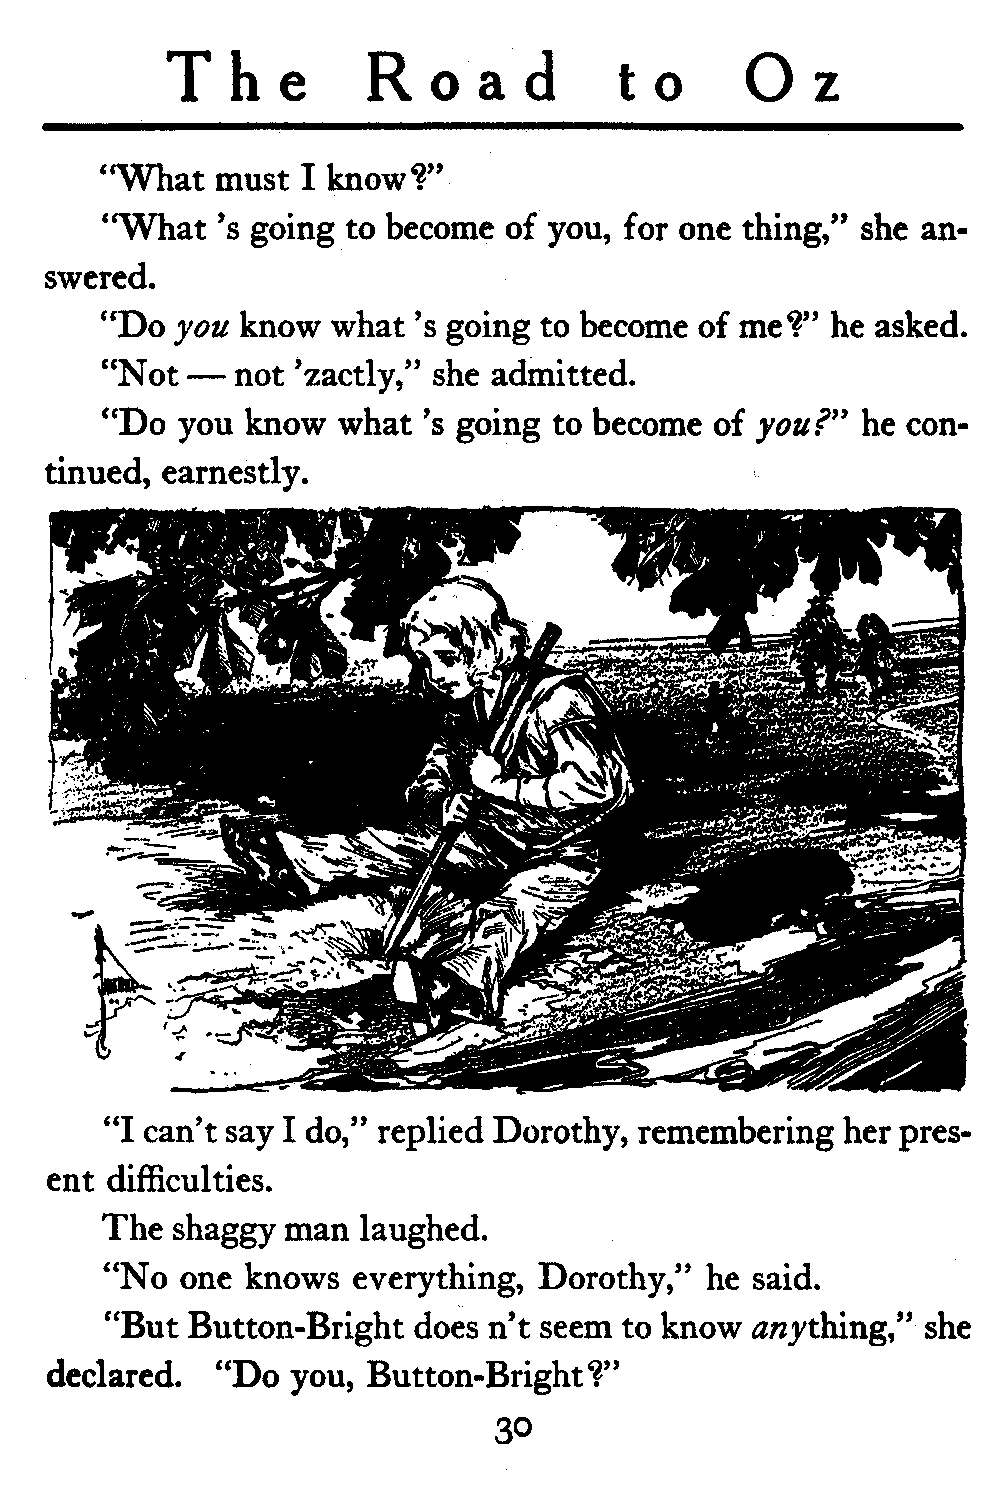 The Road to Oz
“What must I know?”
“What ’s going to become of you, for one thing,” she an-
swered.
“Do you know what ’s going to become of me?” he asked.
“Not — not ’zactly,” she admitted.
“Do you know what ’s going to become of you?” he con-
tinued, earnestly.
“I can’t say I do,” replied Dorothy, remembering her pres-
ent difficulties.
The shaggy man laughed.
“No one knows everything, Dorothy,” he said.
“But Button-Bright does n’t seem to know anything,” she
declared. “Do you, Button-Bright?”
30